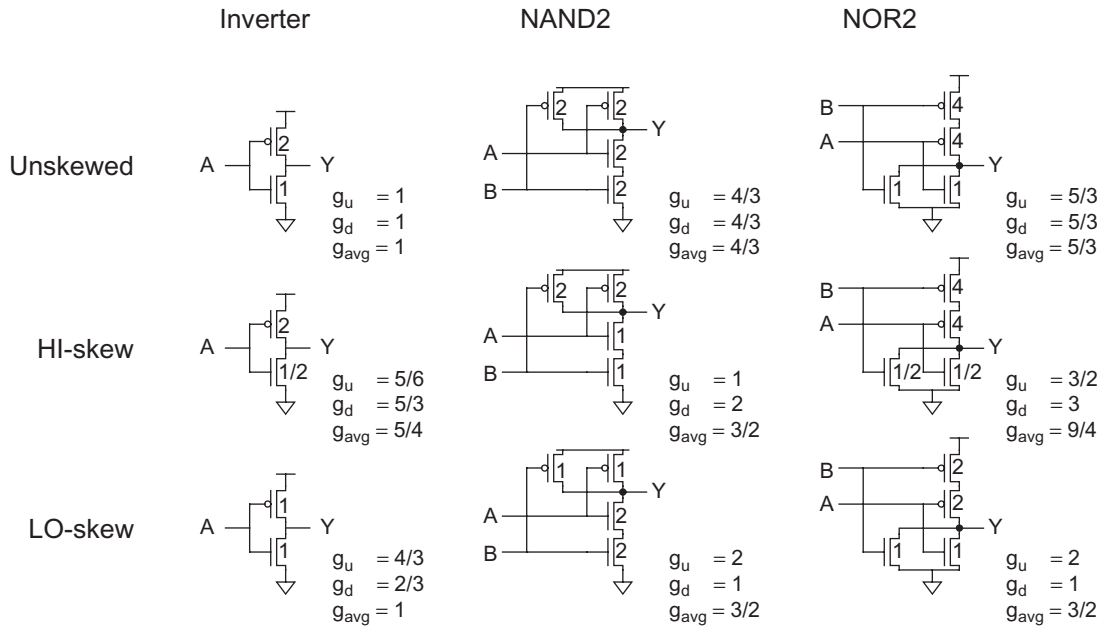 Inverter
NAND2
NOR2
Unskewed
A
2
1
Y
g_u = 1
g_d = 1
g_avg = 1
2
2
Y
A
2
B
2
g_u = 4/3
g_d = 4/3
g_avg = 4/3
B
4
A
4
Y
1
1
g_u = 5/3
g_d = 5/3
g_avg = 5/3
HI-skew
A
2
Y
1/2
g_u = 5/6
g_d = 5/3
g_avg = 5/4
2
2
Y
A
1
B
1
g_u = 1
g_d = 2
g_avg = 3/2
B
4
A
4
Y
1/2
1/2
g_u = 3/2
g_d = 3
g_avg = 9/4
LO-skew
A
1
Y
1
g_u = 4/3
g_d = 2/3
g_avg = 1
1
1
Y
A
2
B
2
g_u = 2
g_d = 1
g_avg = 3/2
B
2
A
2
Y
1
1
g_u = 2
g_d = 1
g_avg = 3/2